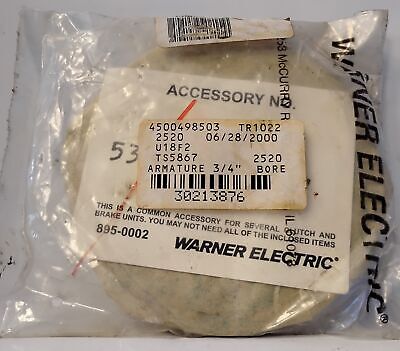 ACCESSORY NO.
53
4500498503 TR1022
2520 06/28/2000
U18F2
TS5867 2520
ARMATURE 3/4" BORE
30213876
THIS IS A COMMON ACCESSORY FOR SEVERAL CLUTCH AND
BRAKE UNITS. YOU MAY NOT NEED ALL OF THE INCLUDED ITEMS
895-0002 WARNER ELECTRIC®
WARNER ELECTRIC®